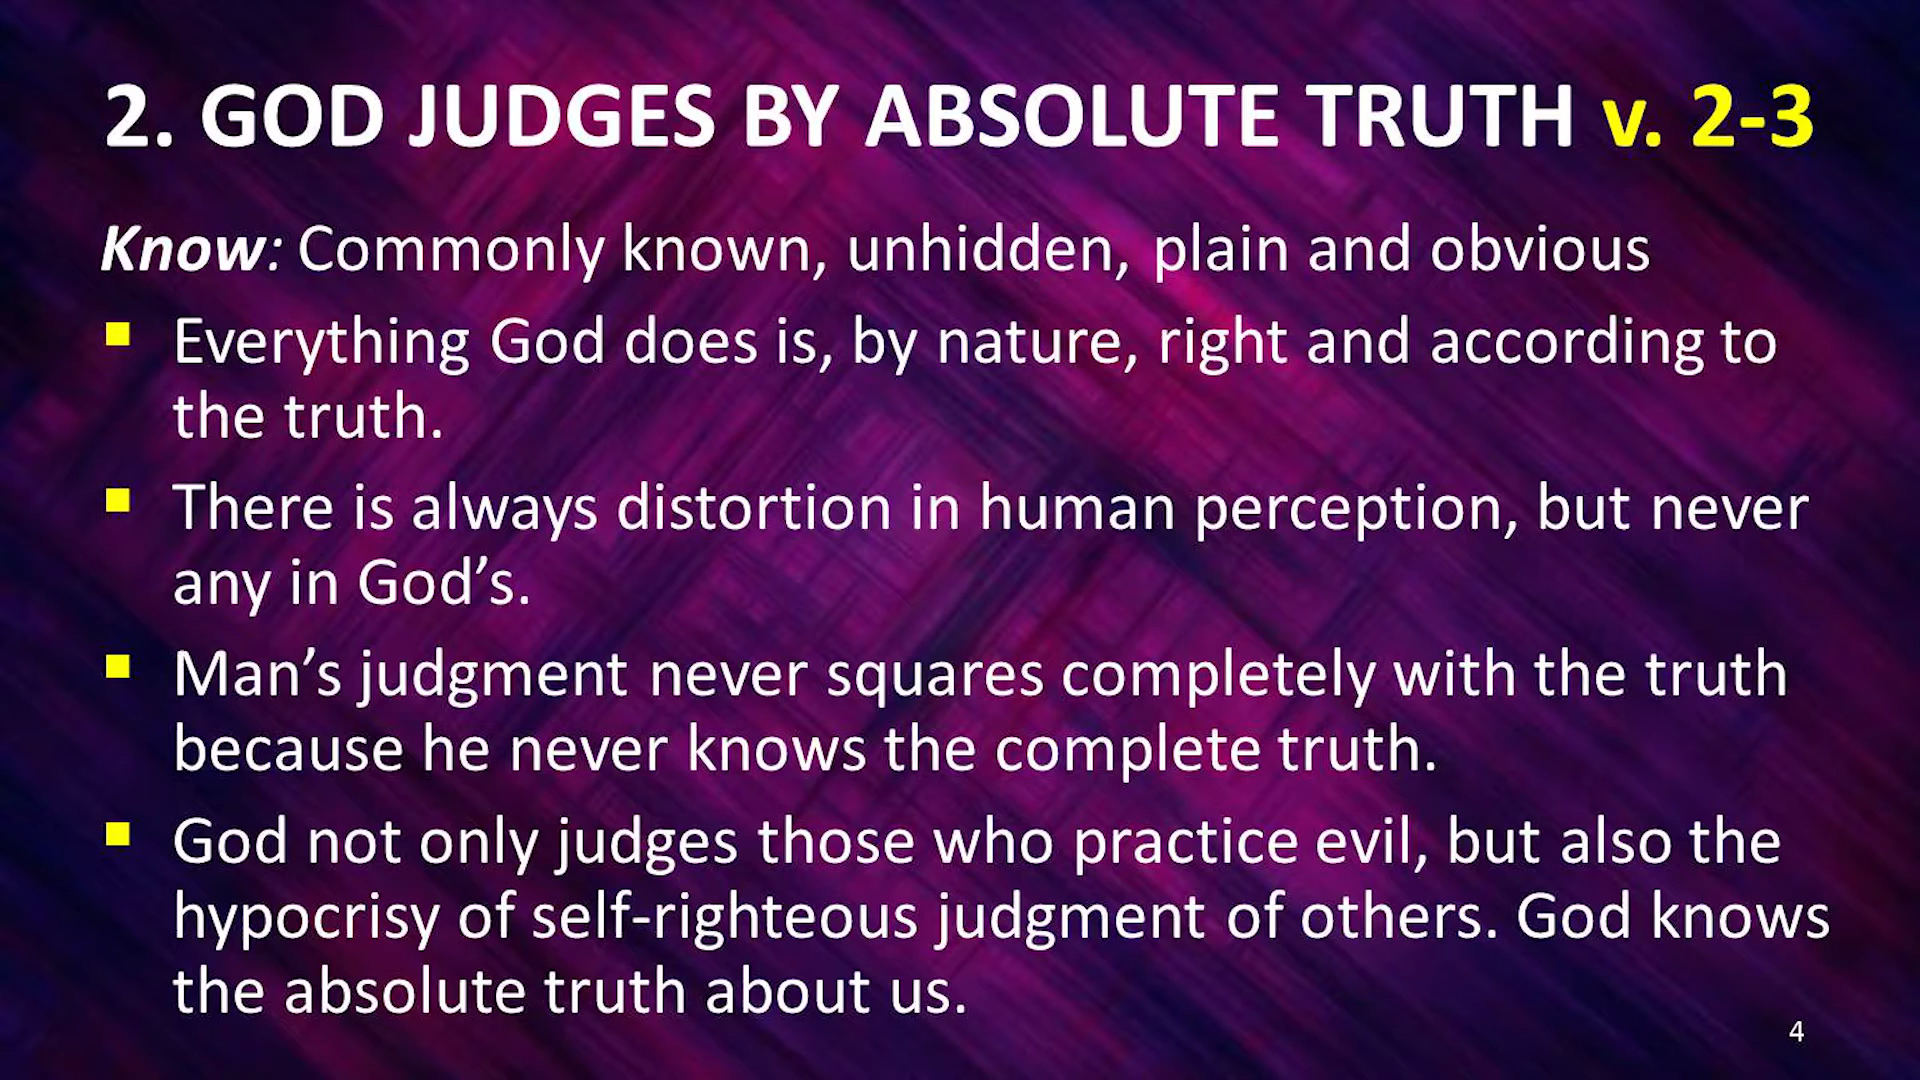 2. GOD JUDGES BY ABSOLUTE TRUTH v. 2-3
Know: Commonly known, unhidden, plain and obvious
▪ Everything God does is, by nature, right and according to
the truth.
▪ There is always distortion in human perception, but never
any in God’s.
▪ Man’s judgment never squares completely with the truth
because he never knows the complete truth.
▪ God not only judges those who practice evil, but also the
hypocrisy of self-righteous judgment of others. God knows
the absolute truth about us.
4